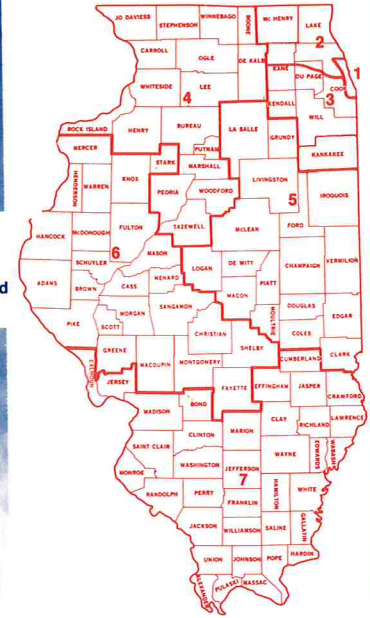 JO DAVIESS
STEPHENSON
WINNEBAGO
BOONE
MC HENRY
LAKE
2
CARROLL
OGLE
DE KALB
KANE
DU PAGE
COOK
1
3
WHITESIDE
LEE
4
KENDALL
WILL
ROCK ISLAND
HENRY
BUREAU
LA SALLE
GRUNDY
PUTNAM
KANKAKEE
MERCER
STARK
MARSHALL
LIVINGSTON
HENDERSON
WARREN
KNOX
PEORIA
WOODFORD
5
IROQUOIS
HANCOCK
McDONOUGH
FULTON
TAZEWELL
McLEAN
FORD
6
MASON
SCHUYLER
LOGAN
DE WITT
CHAMPAIGN
VERMILION
ADAMS
BROWN
CASS
MENARD
MACON
PIATT
d
PIKE
SCOTT
MORGAN
SANGAMON
CHRISTIAN
MOULTRIE
DOUGLAS
EDGAR
COLES
GREENE
MACOUPIN
MONTGOMERY
SHELBY
CUMBERLAND
CLARK
CALHOUN
JERSEY
FAYETTE
EFFINGHAM
JASPER
CRAWFORD
MADISON
BOND
CLAY
RICHLAND
LAWRENCE
CLINTON
MARION
SAINT CLAIR
WAYNE
EDWARDS
WABASH
MONROE
WASHINGTON
JEFFERSON
7
RANDOLPH
PERRY
FRANKLIN
HAMILTON
WHITE
JACKSON
WILLIAMSON
SALINE
GALLATIN
UNION
JOHNSON
POPE
HARDIN
ALEXANDER
PULASKI
MASSAC